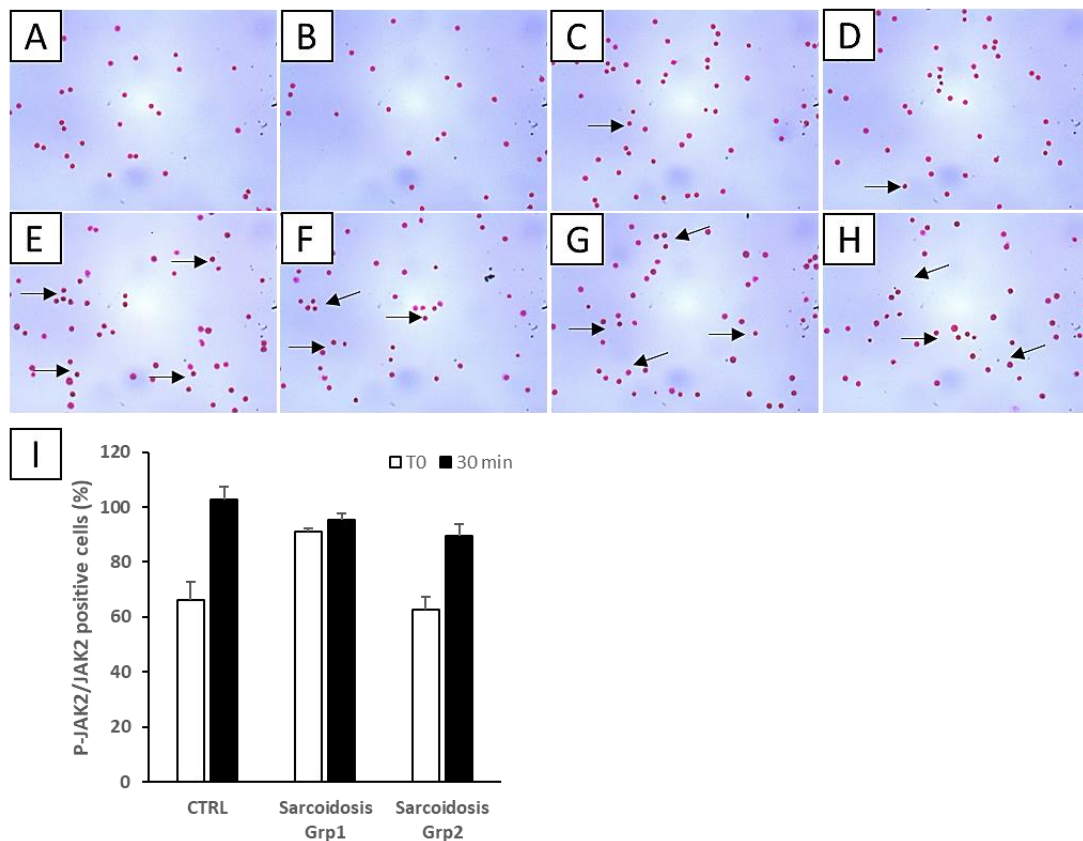 A
B
C
D
E
F
G
H
I
T0 30 min
P-JAK2/JAK2 positive cells (%)
120
100
80
60
40
20
0
CTRL
Sarcoidosis
Grp1
Sarcoidosis
Grp2